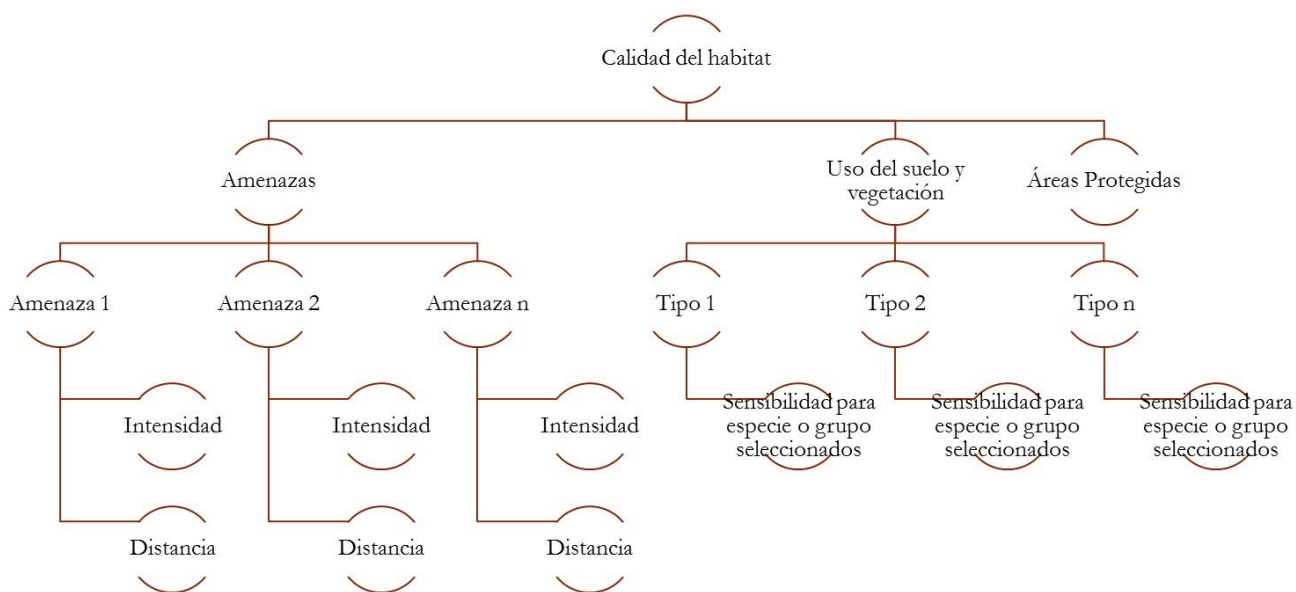 Calidad del habitat
Amenazas
Uso del suelo y
vegetación
Áreas Protegidas
Amenaza 1
Amenaza 2
Amenaza n
Tipo 1
Tipo 2
Tipo n
Intensidad
Intensidad
Intensidad
Sensibilidad para
especie o grupo
seleccionados
Sensibilidad para
especie o grupo
seleccionados
Sensibilidad para
especie o grupo
seleccionados
Distancia
Distancia
Distancia